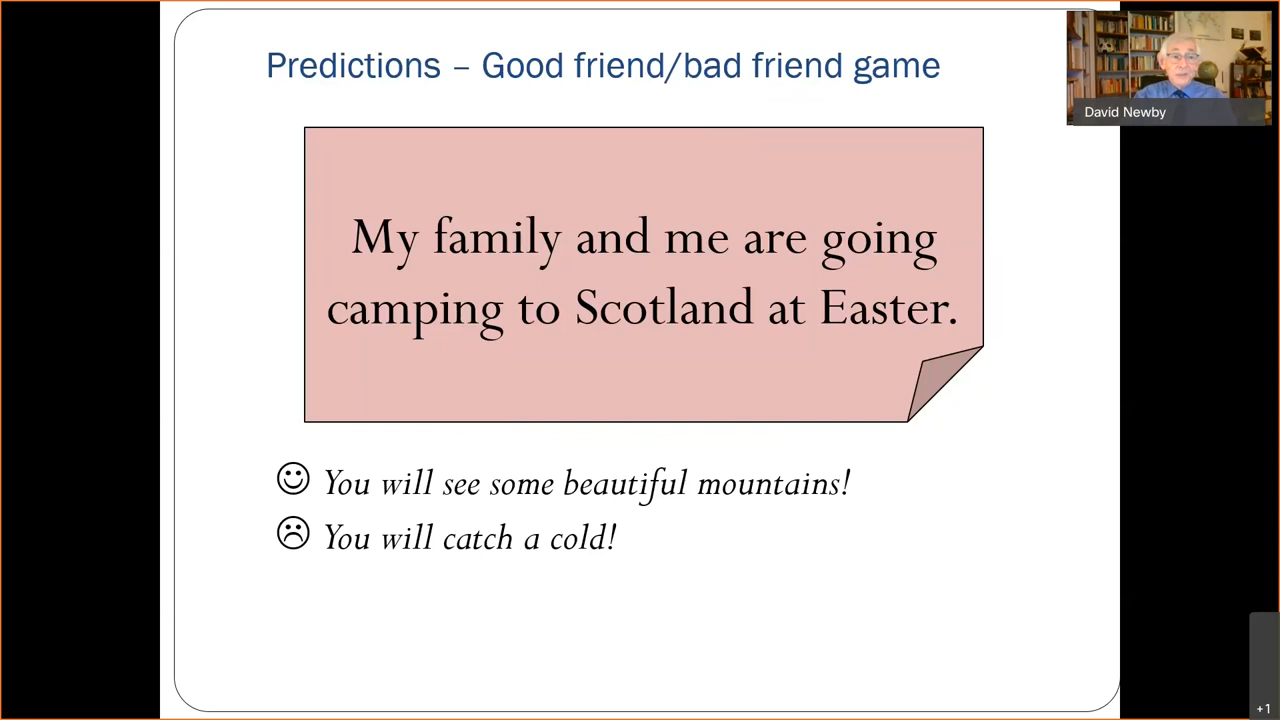 Predictions – Good friend/bad friend game
David Newby
My family and me are going
camping to Scotland at Easter.
You will see some beautiful mountains!
You will catch a cold!
+1